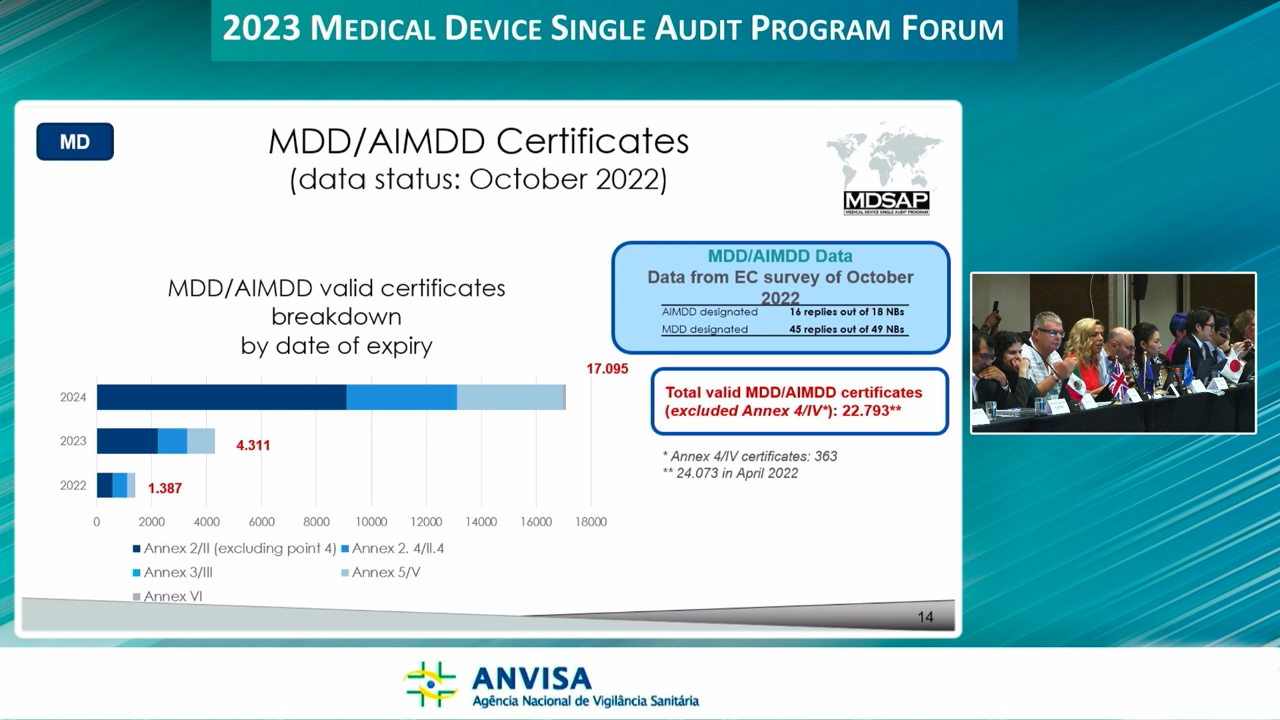 2023 MEDICAL DEVICE SINGLE AUDIT PROGRAM FORUM
MD
MDD/AIMDD Certificates
(data status: October 2022)
MDSAP
MEDICAL DEVICE SINGLE AUDIT PROGRAM
MDD/AIMDD valid certificates
breakdown
by date of expiry
2024
17.095
2023
4.311
2022
1.387
0 2000 4000 6000 8000 10000 12000 14000 16000 18000
Annex 2/II (excluding point 4) Annex 2. 4/II.4
Annex 3/III Annex 5/V
Annex VI
MDD/AIMDD Data
Data from EC survey of October
2022
AIMDD designated 16 replies out of 18 NBs
MDD designated 45 replies out of 49 NBs
Total valid MDD/AIMDD certificates
(excluded Annex 4/IV*): 22.793**
* Annex 4/IV certificates: 363
** 24.073 in April 2022
14
ANVISA
Agência Nacional de Vigilância Sanitária